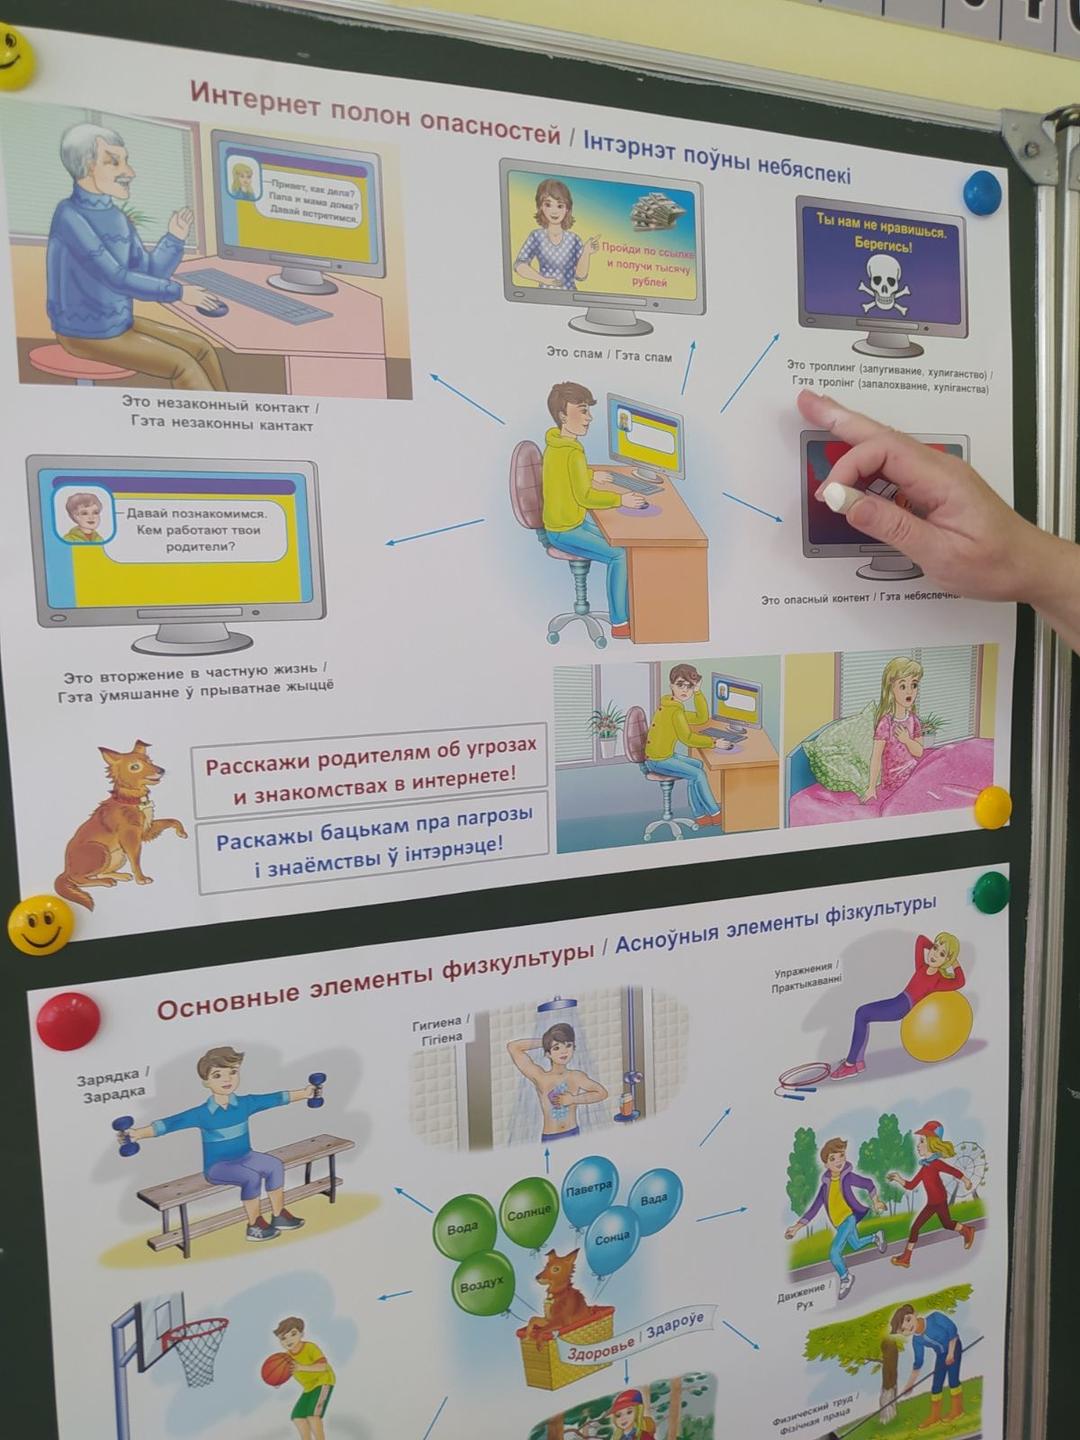 Интернет полон опасностей / Інтэрнэт поўны небяспекі
Привет, как дела?
Папа и мама дома?
Давай встретимся.
Это незаконный контакт /
Гэта незаконны кантакт
Пройди по ссылке
и получи тысячу
рублей
Это спам / Гэта спам
Ты нам не нравишься.
Берегись!
Это троллинг (запугивание, хулиганство) /
Гэта тролінг (запалохванне, хуліганства)
Давай познакомимся.
Кем работают твои
родители?
Это вторжение в частную жизнь /
Гэта ўмяшанне ў прыватнае жыццё
Это опасный контент / Гэта
Расскажи родителям об угрозах
и знакомствах в интернете!
Раскажы бацькам пра пагрозы
і знаёмствы ў інтэрнэце!
Основные элементы физкультуры / Асноўныя элементы фізкультуры
Зарядка /
Зарадка
Гигиена /
Гігіена
Упражнения /
Практыкаванні
Вода
Солнце
Воздух
Паветра
Вада
Сонца
Здоровье / Здароўе
Движение /
Рух
Физический труд /
Фізічная праца